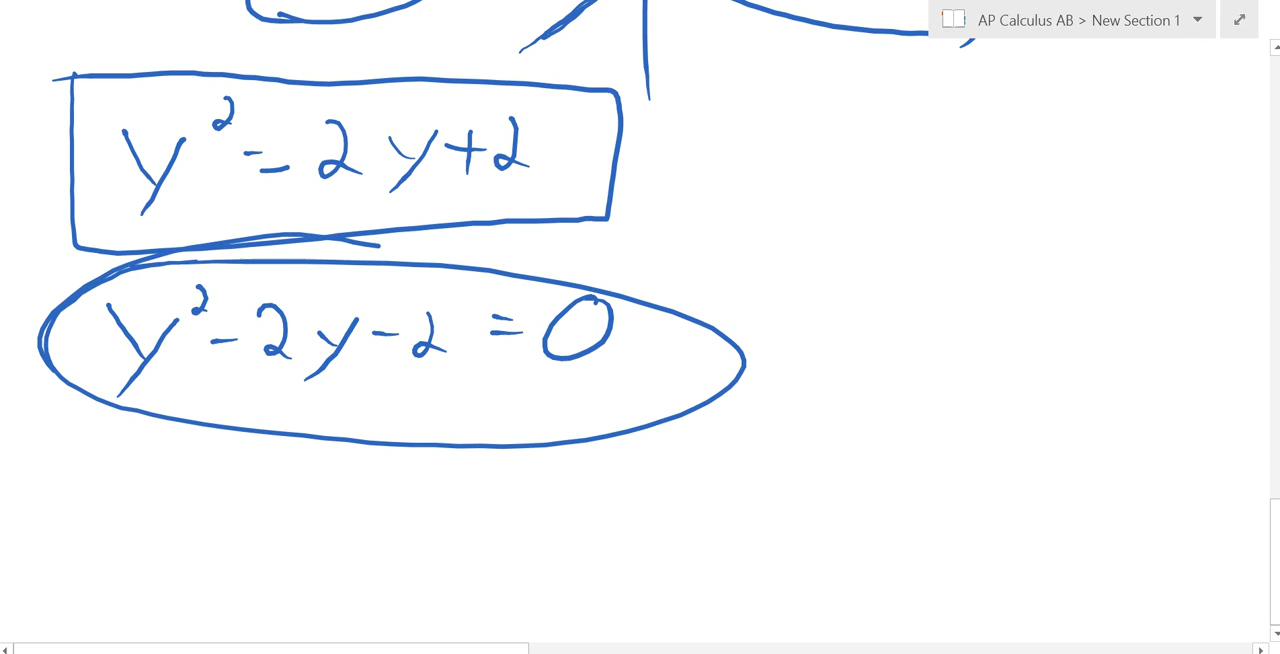 AP Calculus AB > New Section 1
y² = 2y+2
y² - 2y - 2 = 0